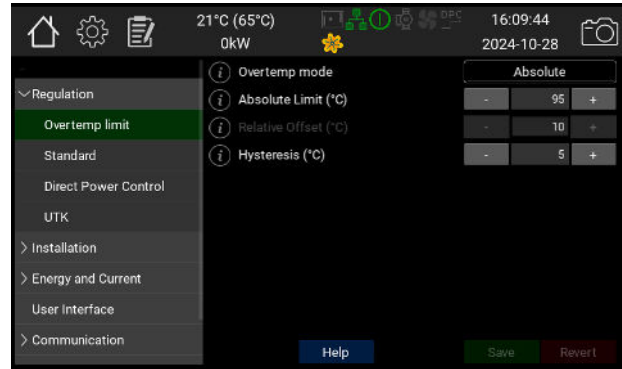 21°C (65°C)
0kW
DPC
16:09:44
2024-10-28
Overtemp mode
Absolute
Regulation
Absolute Limit (°C)
-
95
+
Overtemp limit
Relative Offset (°C)
-
10
+
Standard
Hysteresis (°C)
-
5
+
Direct Power Control
UTK
Installation
Energy and Current
User Interface
Communication
Help
Save
Revert